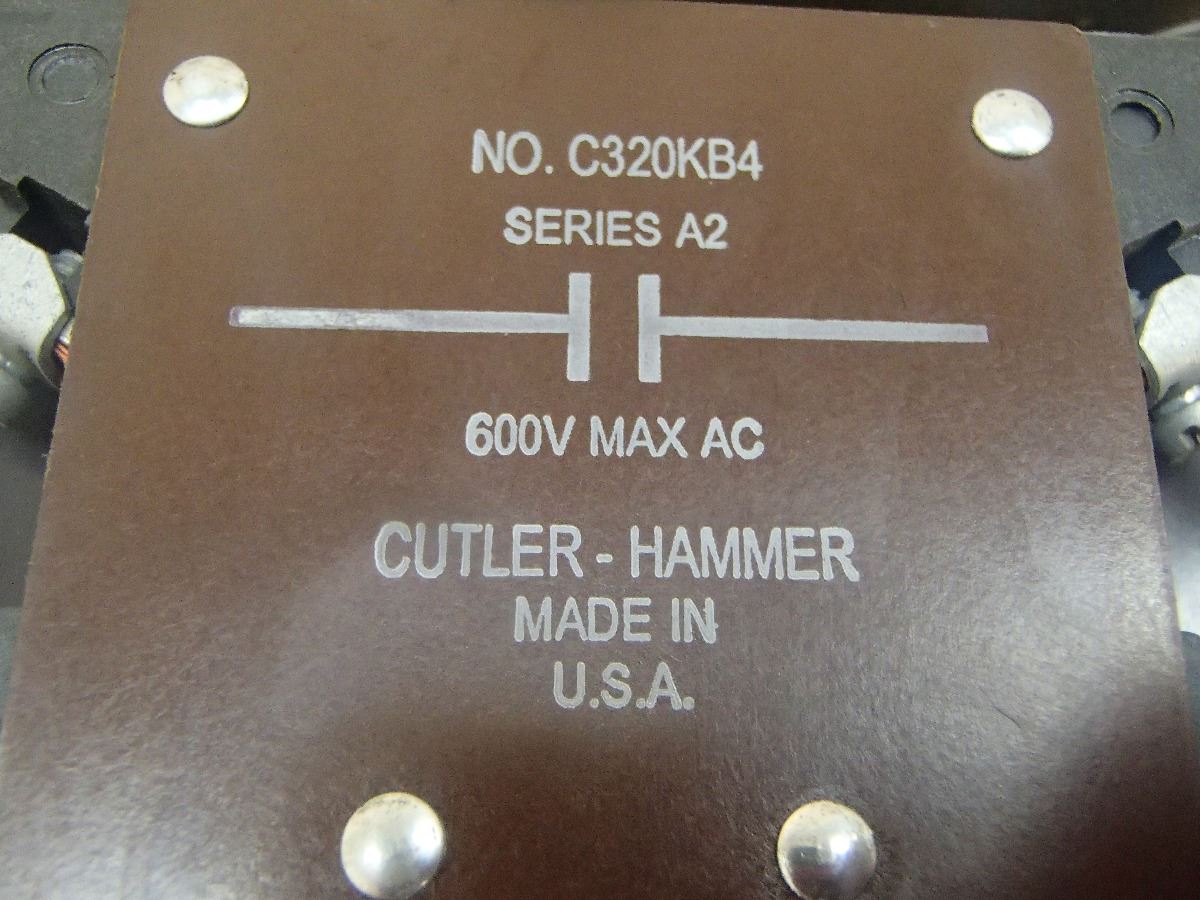 NO. C320KB4
SERIES A2
600V MAX AC
CUTLER - HAMMER
MADE IN
U.S.A.